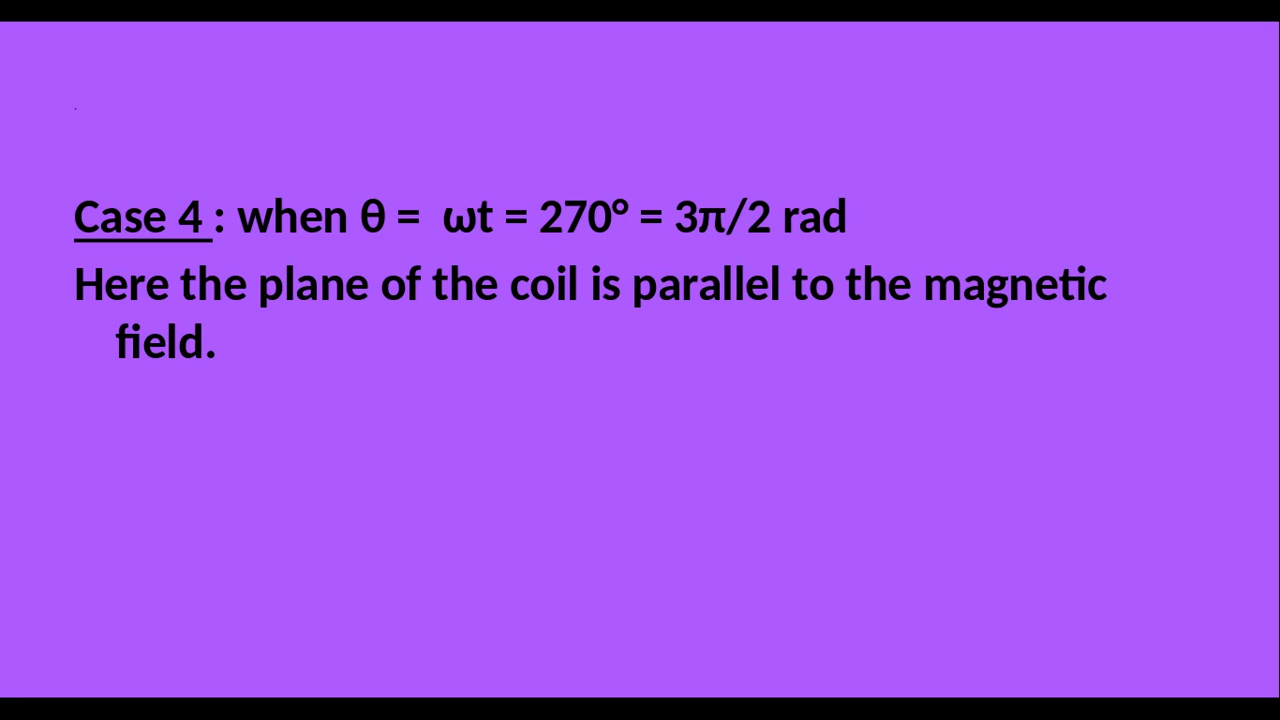 .
Case 4 : when θ =  ωt = 270° = 3π/2 rad
Here the plane of the coil is parallel to the magnetic
field.